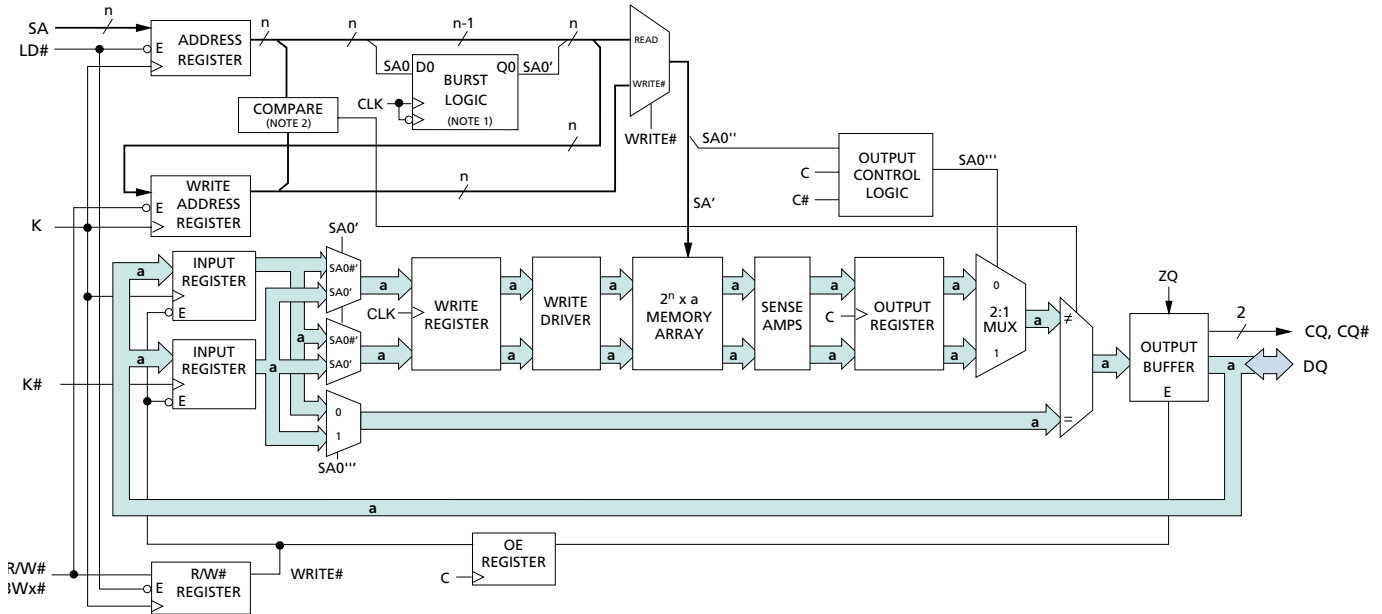 SA
n
LD#
E
ADDRESS
REGISTER
n
n
n-1
n
SA0
D0
Q0
SA0'
BURST
LOGIC
(NOTE 1)
CLK
COMPARE
(NOTE 2)
READ
WRITE#
WRITE#
n
n
SA0''
SA'
C
C#
OUTPUT
CONTROL
LOGIC
SA0'''
E
WRITE
ADDRESS
REGISTER
K
SA0'
a
INPUT
REGISTER
E
SA0#'
SA0'
a
CLK
WRITE
REGISTER
a
WRITE
DRIVER
a
2ⁿ x a
MEMORY
ARRAY
a
SENSE
AMPS
a
C
OUTPUT
REGISTER
a
0
2:1
MUX
1
a
≠
=
a
ZQ
OUTPUT
BUFFER
E
2
CQ, CQ#
a
DQ
K#
a
INPUT
REGISTER
E
a
a
SA0#'
SA0'
a
a
a
a
a
a
0
1
SA0'''
a
a
R/W#
BWx#
E
R/W#
REGISTER
WRITE#
C
OE
REGISTER